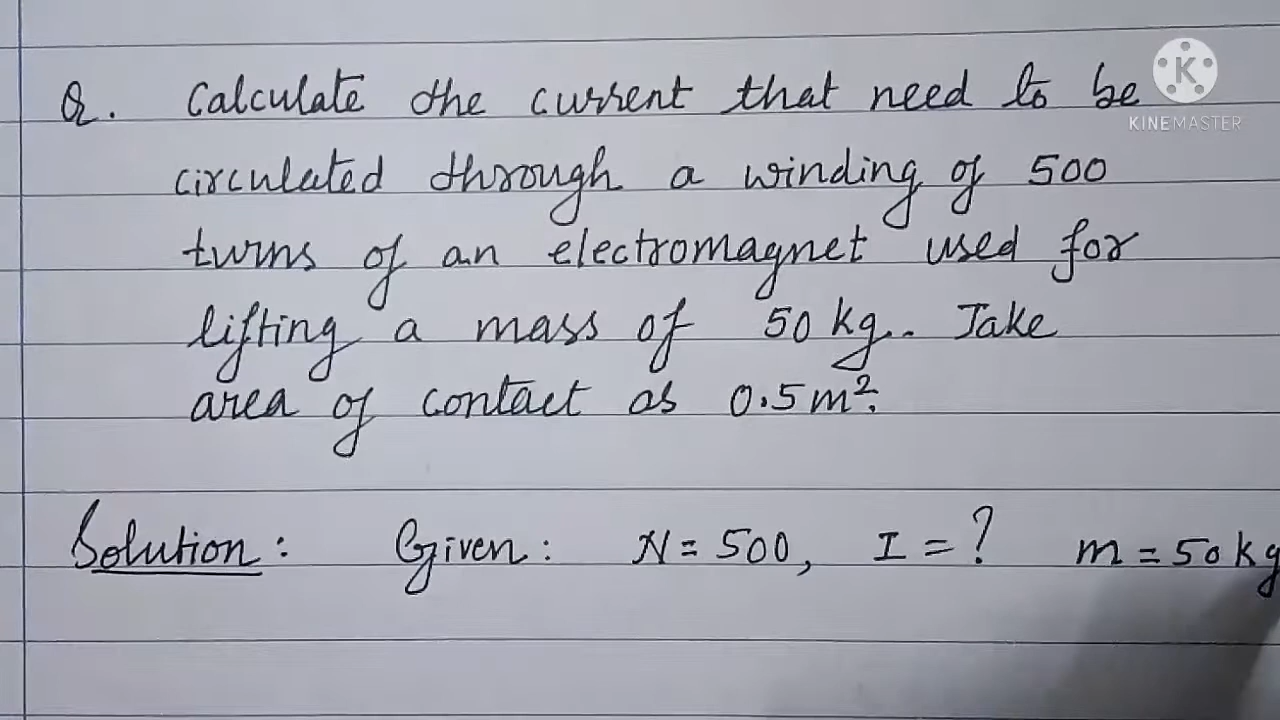 Q. Calculate the current that need to be
KINEMASTER
circulated through a winding of 500
turns of an electromagnet used for
lifting a mass of 50 kg. Take
area of contact as 0.5 m².
Solution: Given: N = 500, I = ? m = 50 kg